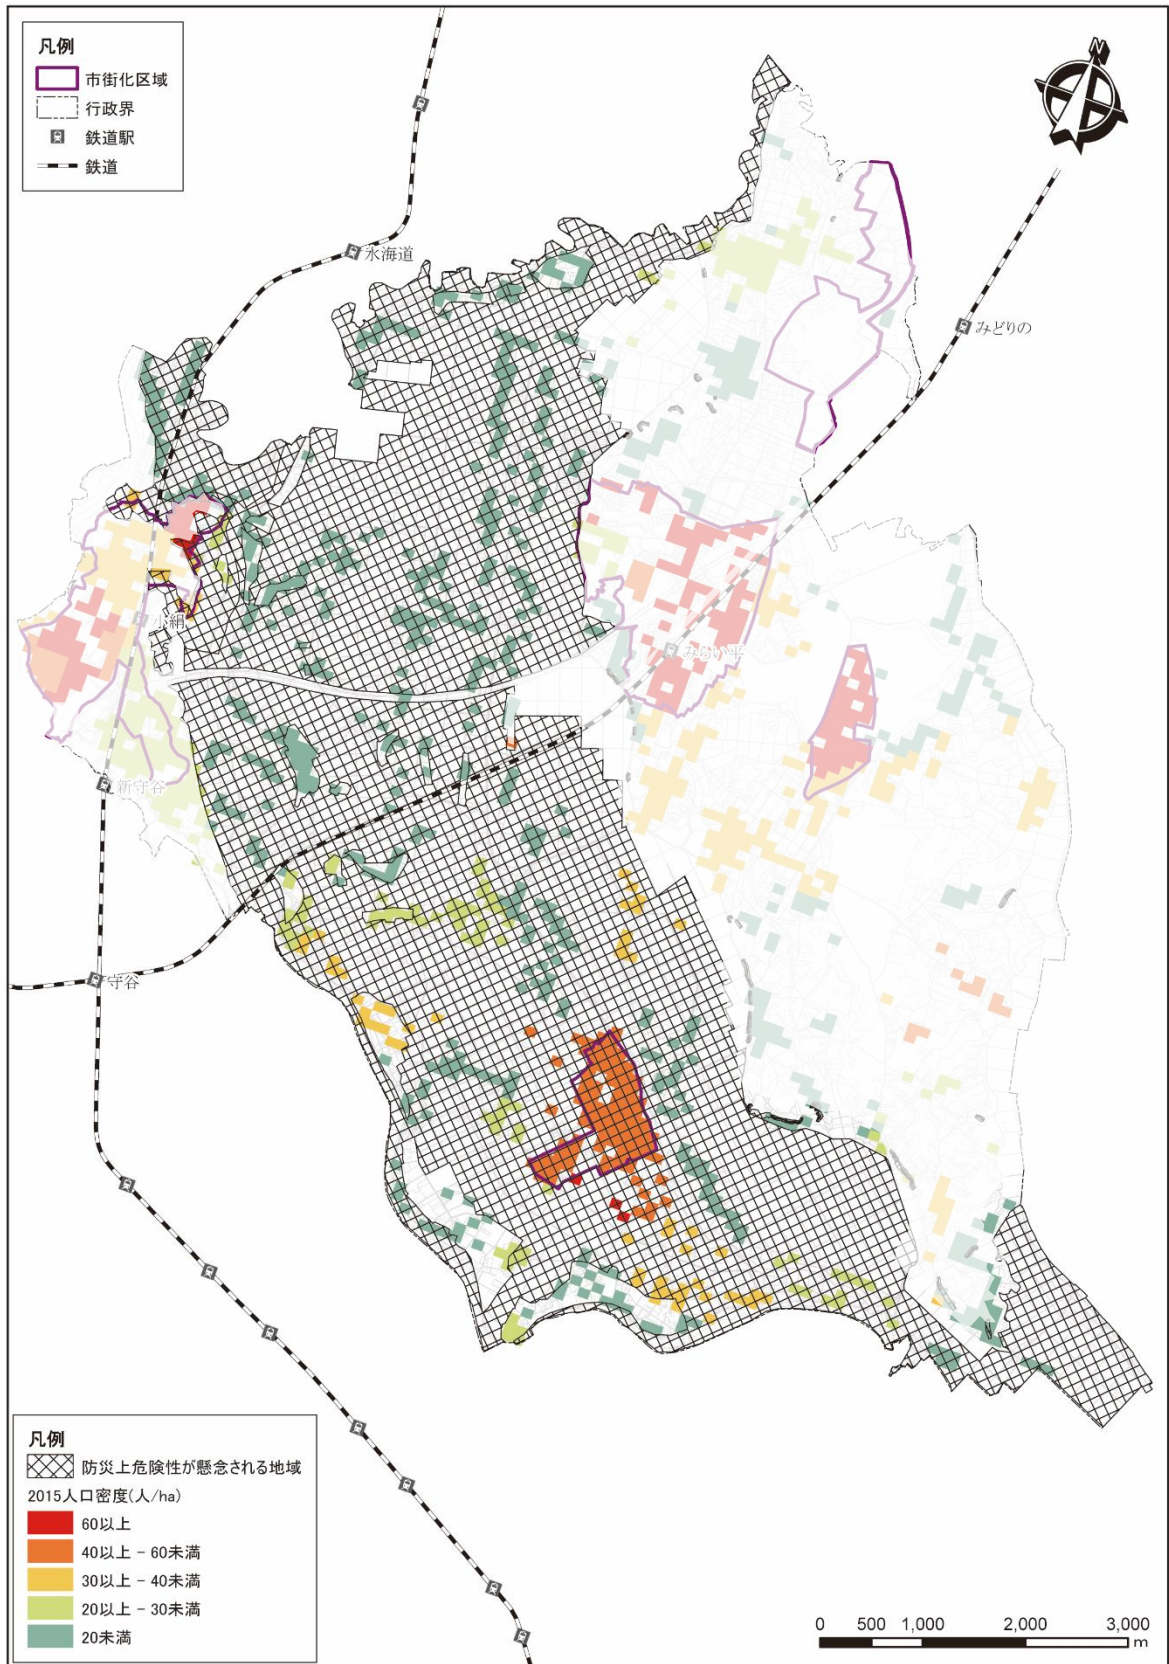 凡例
市街化区域
行政界
鉄道駅
鉄道
N
水海道
みどりの
小絹
みらい平
新守谷
守谷
凡例
防災上危険性が懸念される地域
2015人口密度(人/ha)
60以上
40以上 - 60未満
30以上 - 40未満
20以上 - 30未満
20未満
0 500 1,000 2,000 3,000
m